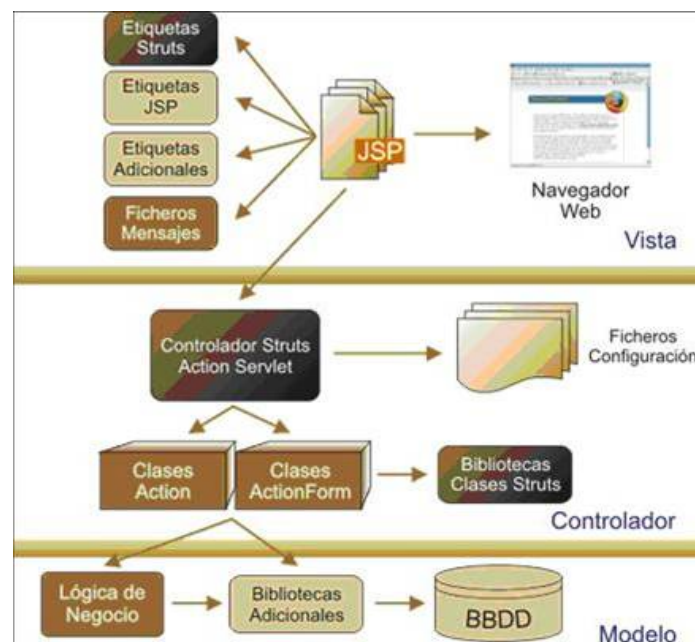 Etiquetas
Struts
Etiquetas
JSP
Etiquetas
Adicionales
Ficheros
Mensajes
JSP
Navegador
Web
Vista
Controlador Struts
Action Servlet
Ficheros
Configuración
Clases
Action
Clases
ActionForm
Bibliotecas
Clases Struts
Controlador
Lógica de
Negocio
Bibliotecas
Adicionales
BBDD
Modelo